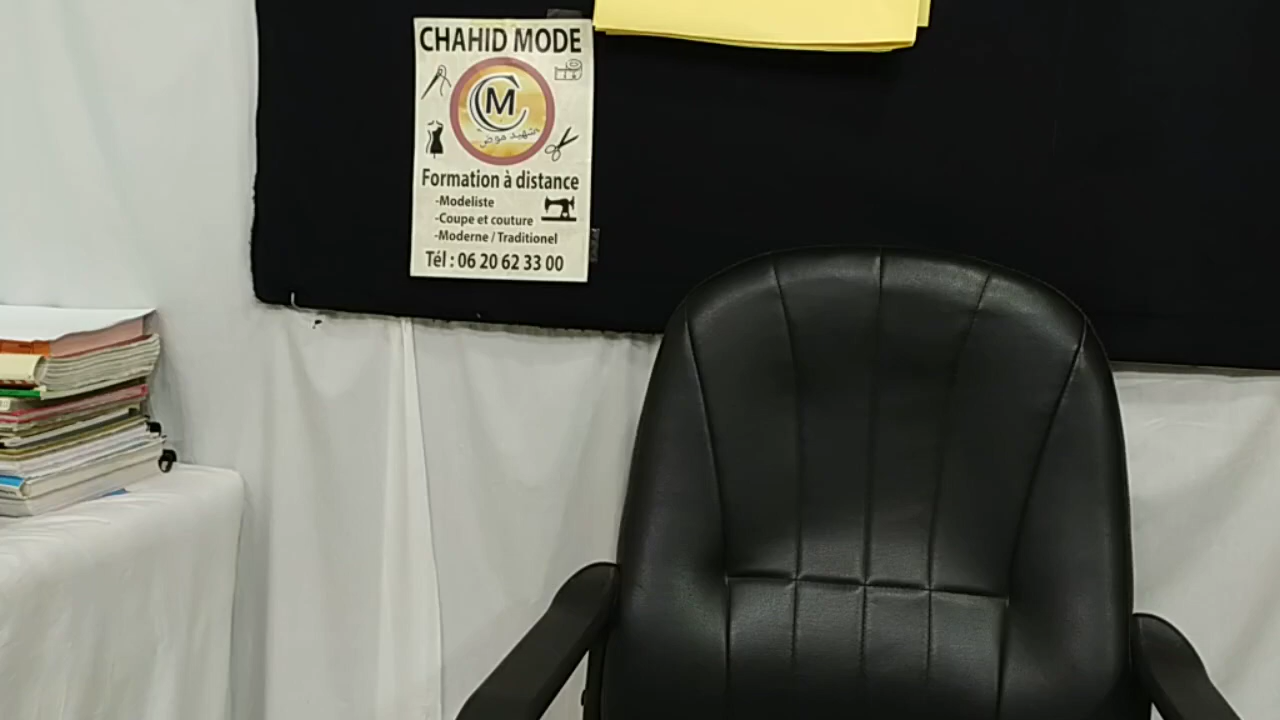 CHAHID MODE
CM
شهيد موض
Formation à distance
-Modeliste
-Coupe et couture
-Moderne / Traditionel
Tél : 06 20 62 33 00